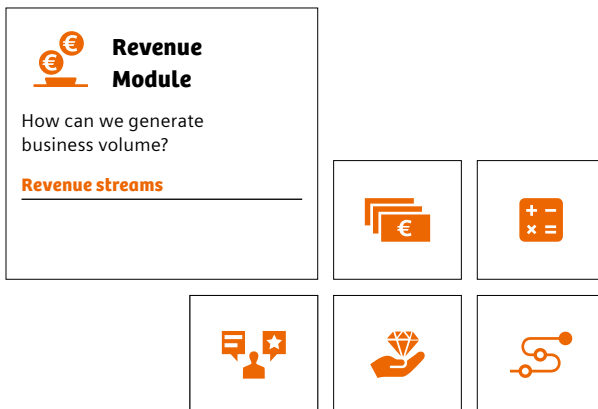 Revenue
Module
How can we generate
business volume?
Revenue streams